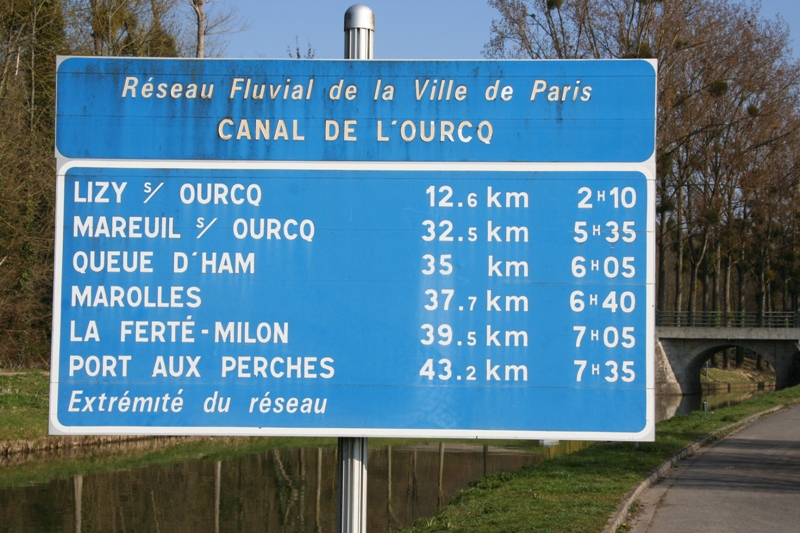 Réseau Fluvial de la Ville de Paris
CANAL DE L'OURCQ
LIZY s/ OURCQ 12.6 km 2H10
MAREUIL s/ OURCQ 32.5 km 5H35
QUEUE D'HAM 35 km 6H05
MAROLLES 37.7 km 6H40
LA FERTÉ-MILON 39.5 km 7H05
PORT AUX PERCHES 43.2 km 7H35
Extrémité du réseau